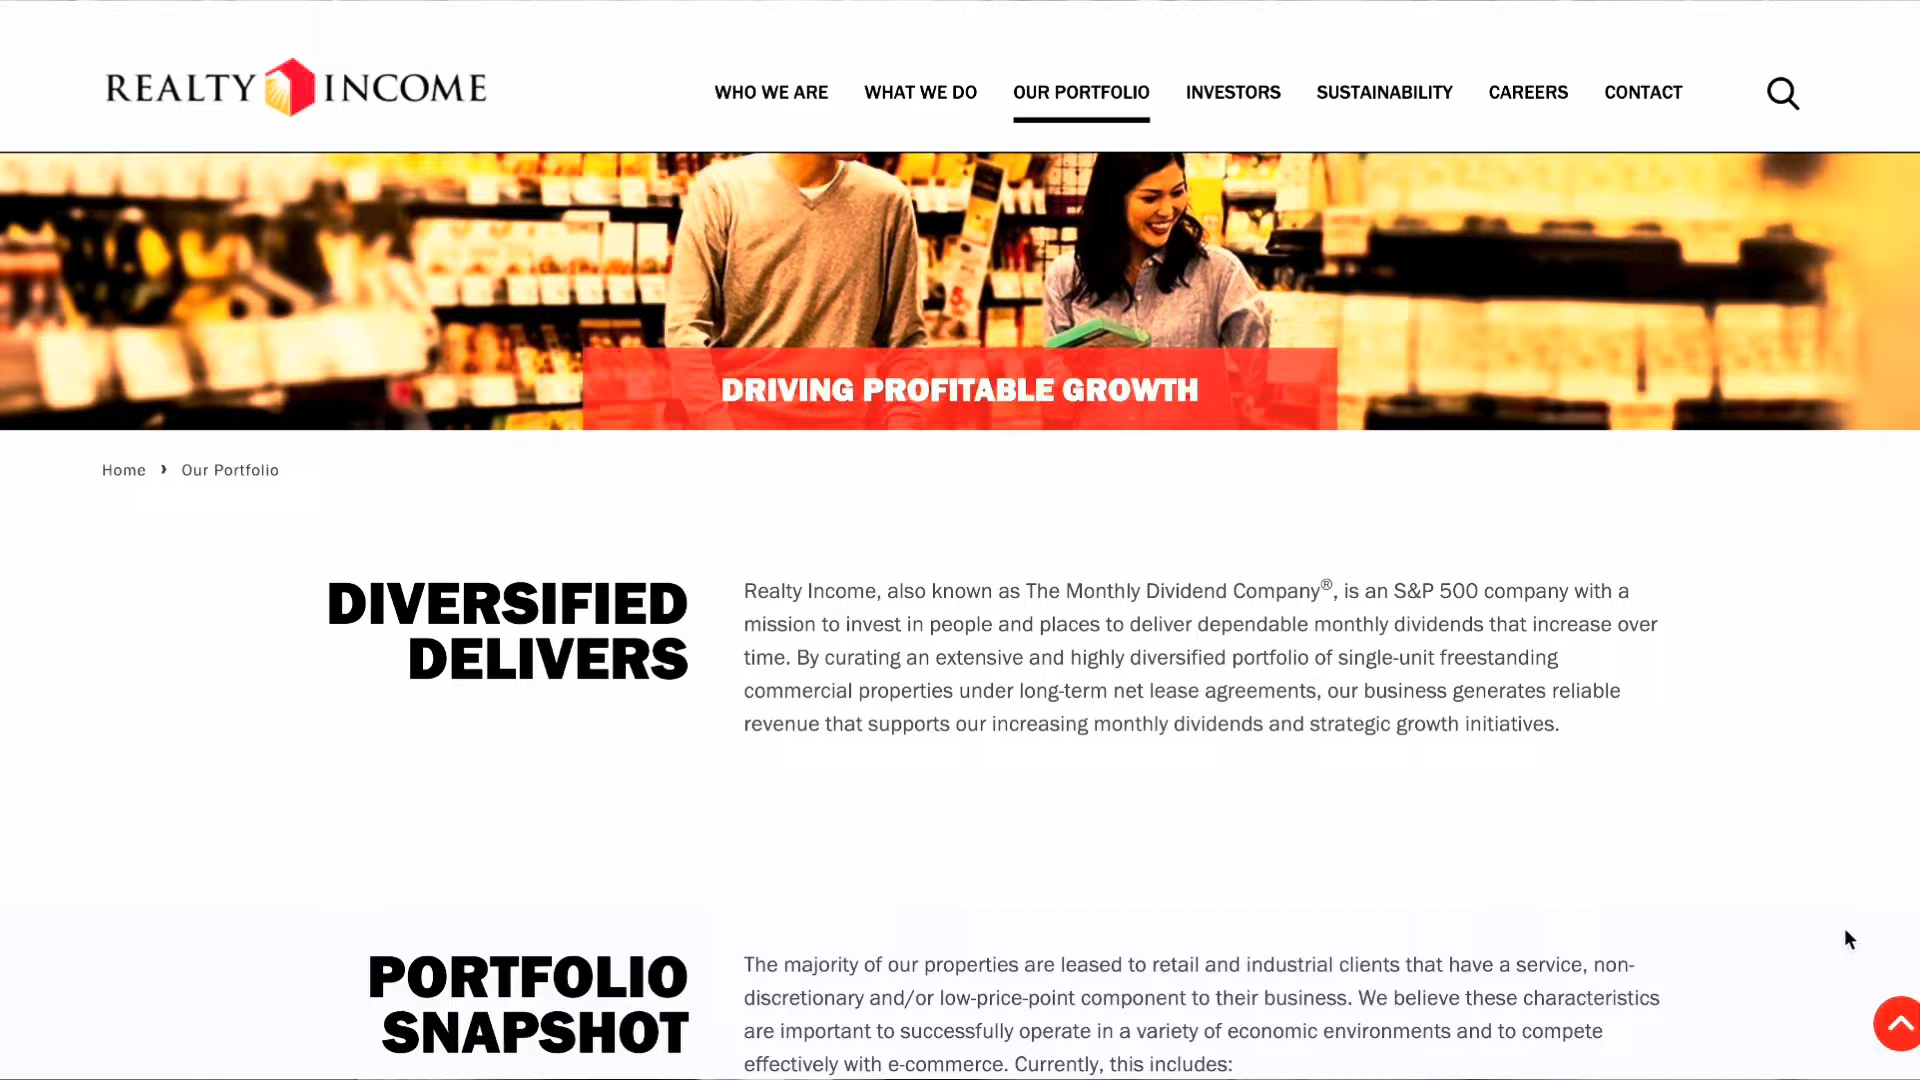 REALTY INCOME
WHO WE ARE WHAT WE DO OUR PORTFOLIO INVESTORS SUSTAINABILITY CAREERS CONTACT
DRIVING PROFITABLE GROWTH
Home › Our Portfolio
DIVERSIFIED
DELIVERS
Realty Income, also known as The Monthly Dividend Company®, is an S&P 500 company with a
mission to invest in people and places to deliver dependable monthly dividends that increase over
time. By curating an extensive and highly diversified portfolio of single-unit freestanding
commercial properties under long-term net lease agreements, our business generates reliable
revenue that supports our increasing monthly dividends and strategic growth initiatives.
PORTFOLIO
SNAPSHOT
The majority of our properties are leased to retail and industrial clients that have a service, non-
discretionary and/or low-price-point component to their business. We believe these characteristics
are important to successfully operate in a variety of economic environments and to compete
effectively with e-commerce. Currently, this includes: